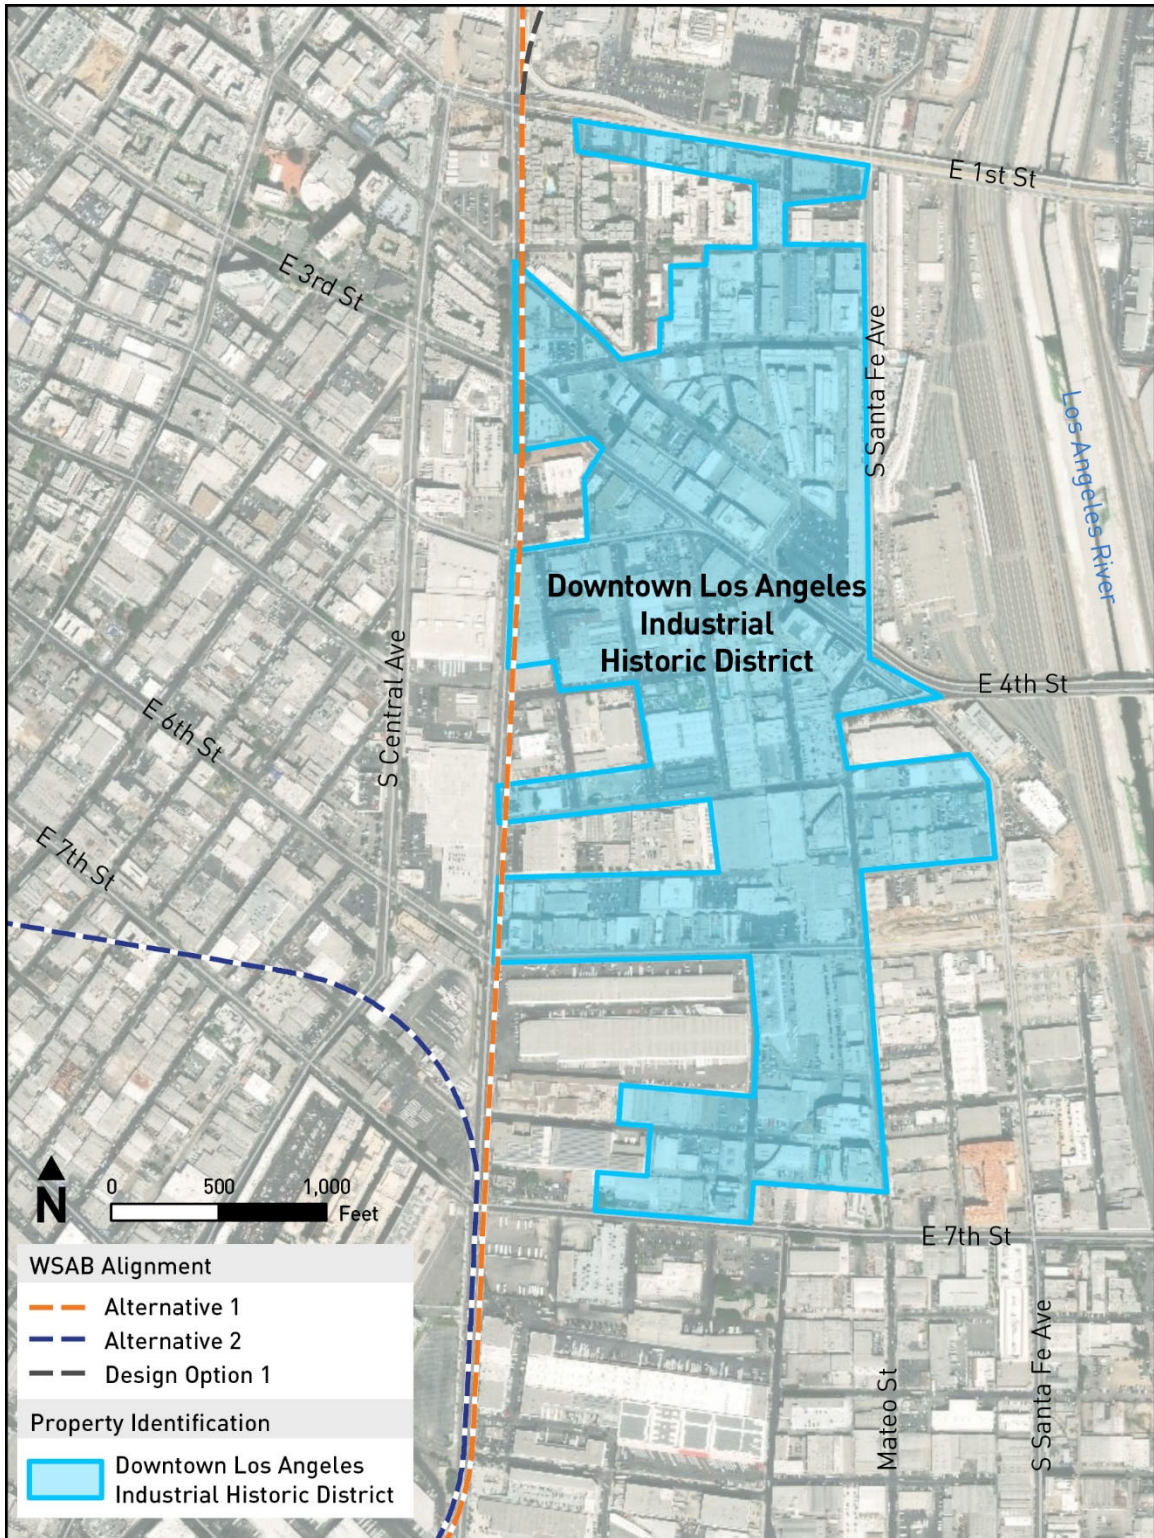 E 1st St
E 3rd St
S Santa Fe Ave
Los Angeles River
Downtown Los Angeles
Industrial
Historic District
S Central Ave
E 4th St
E 6th St
E 7th St
N
0 500 1,000
Feet
E 7th St
Mateo St
S Santa Fe Ave
WSAB Alignment
Alternative 1
Alternative 2
Design Option 1
Property Identification
Downtown Los Angeles
Industrial Historic District